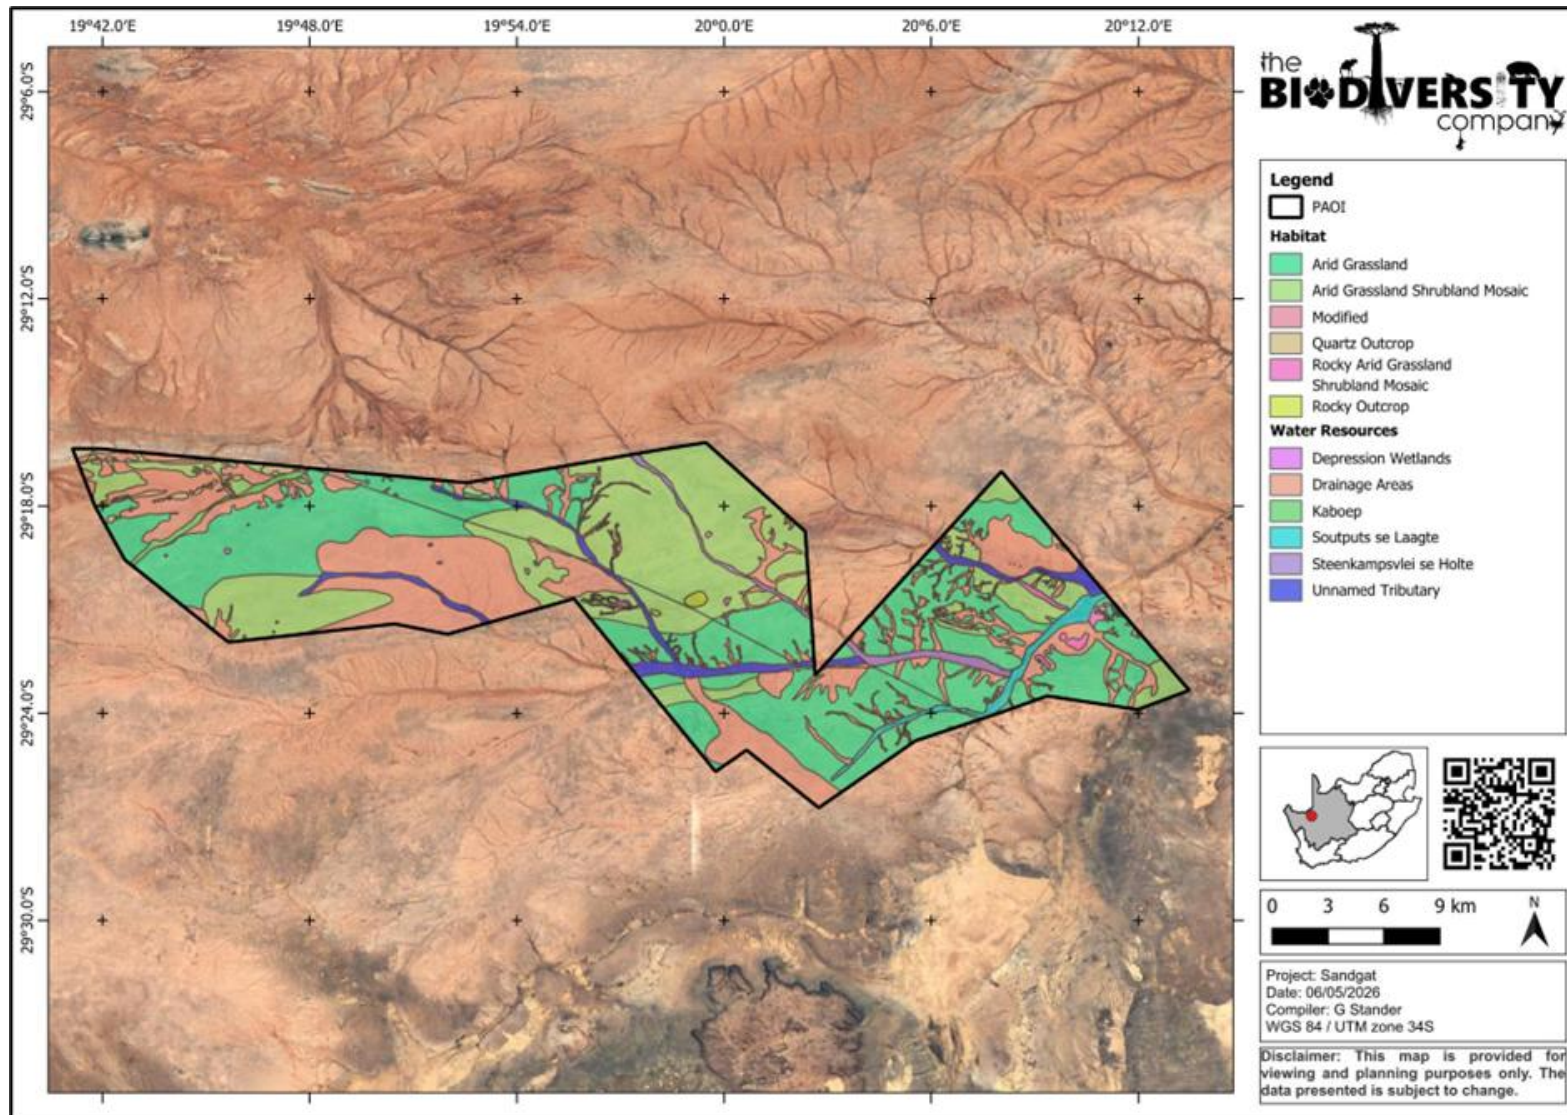 19°42.0'E 19°48.0'E 19°54.0'E 20°0.0'E 20°6.0'E 20°12.0'E
29°6.0'S
29°12.0'S
29°18.0'S
29°24.0'S
29°30.0'S
the
BIODIVERSITY
company
Legend
PAOI
Habitat
Arid Grassland
Arid Grassland Shrubland Mosaic
Modified
Quartz Outcrop
Rocky Arid Grassland
Shrubland Mosaic
Rocky Outcrop
Water Resources
Depression Wetlands
Drainage Areas
Kaboep
Soutputs se Laagte
Steenkampsvlei se Holte
Unnamed Tributary
0 3 6 9 km
N
Project: Sandgat
Date: 06/05/2026
Compiler: G Stander
WGS 84 / UTM zone 34S
Disclaimer: This map is provided for
viewing and planning purposes only. The
data presented is subject to change.